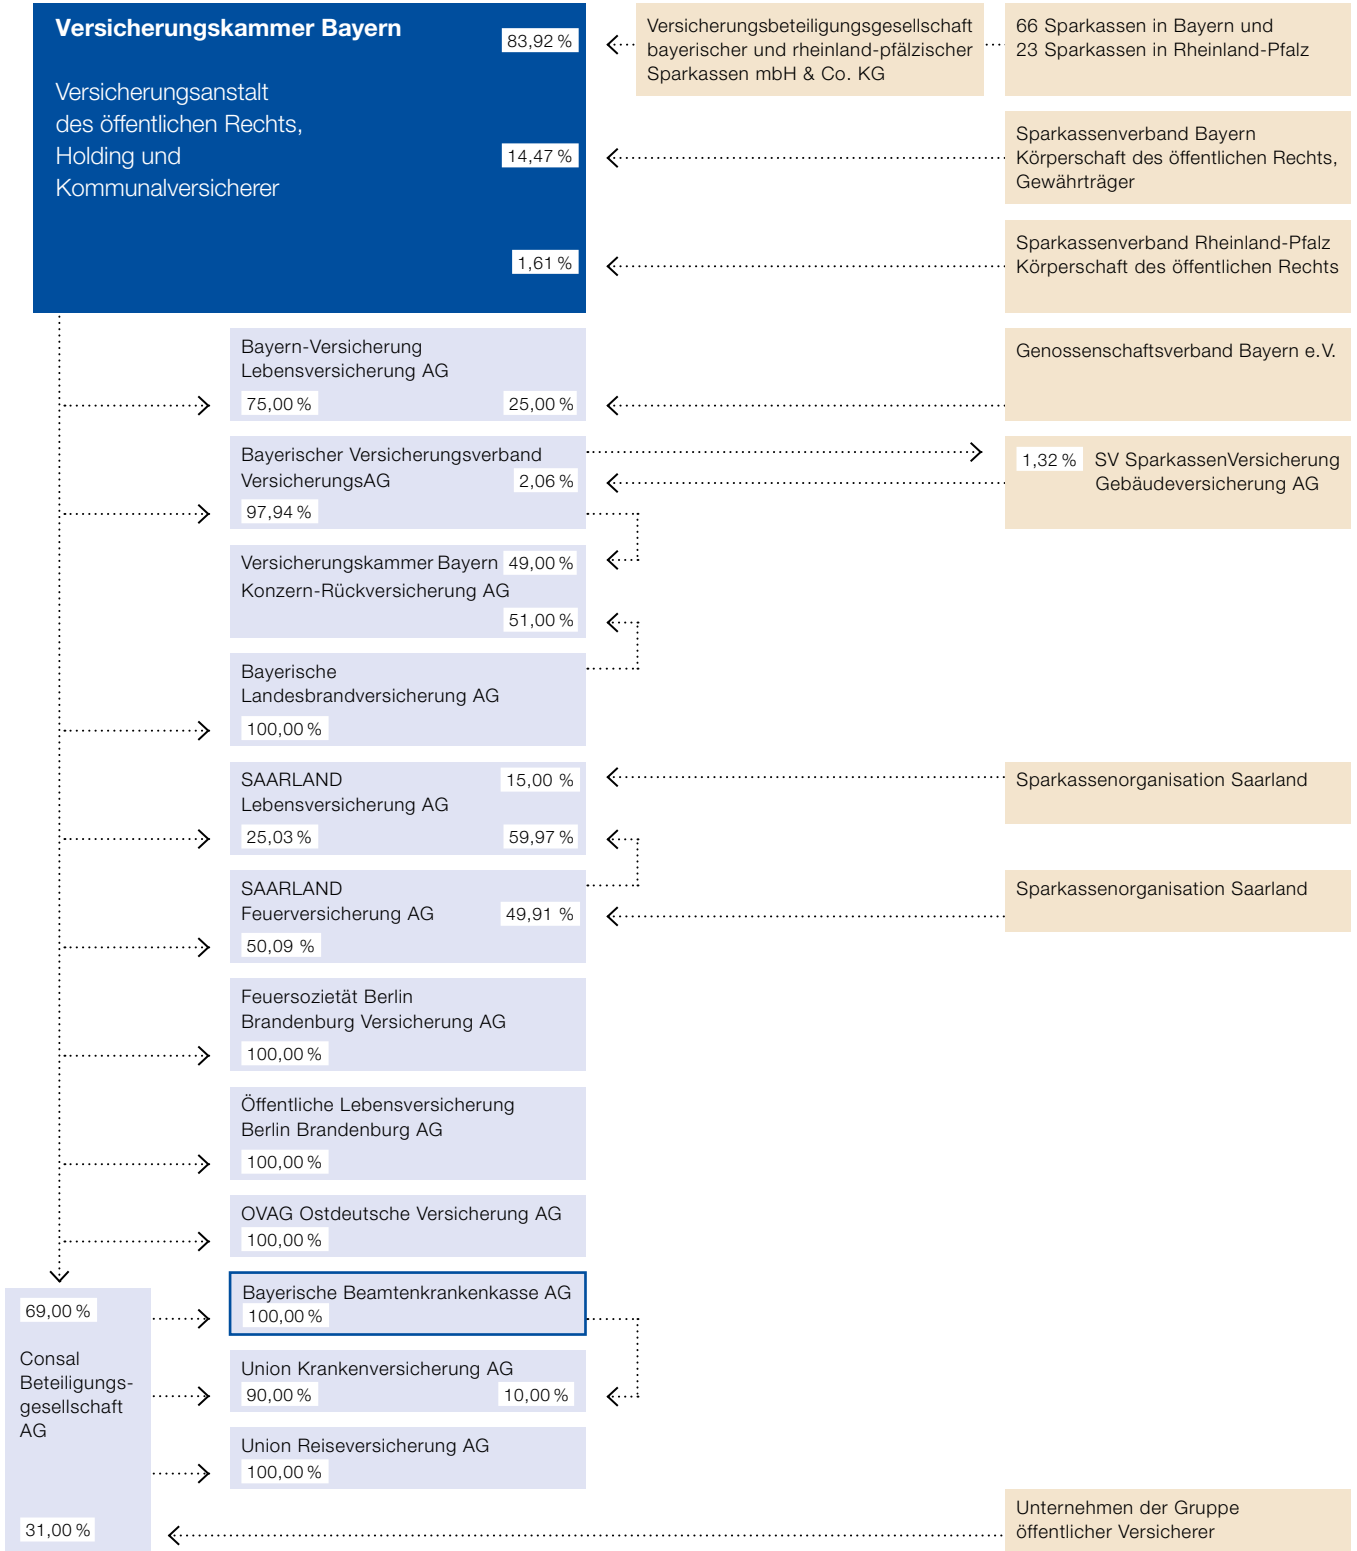 Versicherungskammer Bayern
83,92 %
Versicherungsanstalt
des öffentlichen Rechts,
Holding und
Kommunalversicherer
14,47 %
1,61 %
Versicherungsbeteiligungsgesellschaft
bayerischer und rheinland-pfälzischer
Sparkassen mbH & Co. KG
66 Sparkassen in Bayern und
23 Sparkassen in Rheinland-Pfalz
Sparkassenverband Bayern
Körperschaft des öffentlichen Rechts,
Gewährträger
Sparkassenverband Rheinland-Pfalz
Körperschaft des öffentlichen Rechts
Bayern-Versicherung
Lebensversicherung AG
75,00 % 25,00 %
Genossenschaftsverband Bayern e.V.
Bayerischer Versicherungsverband
VersicherungsAG 2,06 %
97,94 %
1,32 % SV SparkassenVersicherung
Gebäudeversicherung AG
Versicherungskammer Bayern 49,00 %
Konzern-Rückversicherung AG
51,00 %
Bayerische
Landesbrandversicherung AG
100,00 %
SAARLAND 15,00 %
Lebensversicherung AG
25,03 % 59,97 %
Sparkassenorganisation Saarland
SAARLAND
Feuerversicherung AG 49,91 %
50,09 %
Sparkassenorganisation Saarland
Feuersozietät Berlin
Brandenburg Versicherung AG
100,00 %
Öffentliche Lebensversicherung
Berlin Brandenburg AG
100,00 %
OVAG Ostdeutsche Versicherung AG
100,00 %
69,00 %
Consal
Beteiligungs-
gesellschaft
AG
31,00 %
Bayerische Beamtenkrankenkasse AG
100,00 %
Union Krankenversicherung AG
90,00 % 10,00 %
Union Reiseversicherung AG
100,00 %
Unternehmen der Gruppe
öffentlicher Versicherer